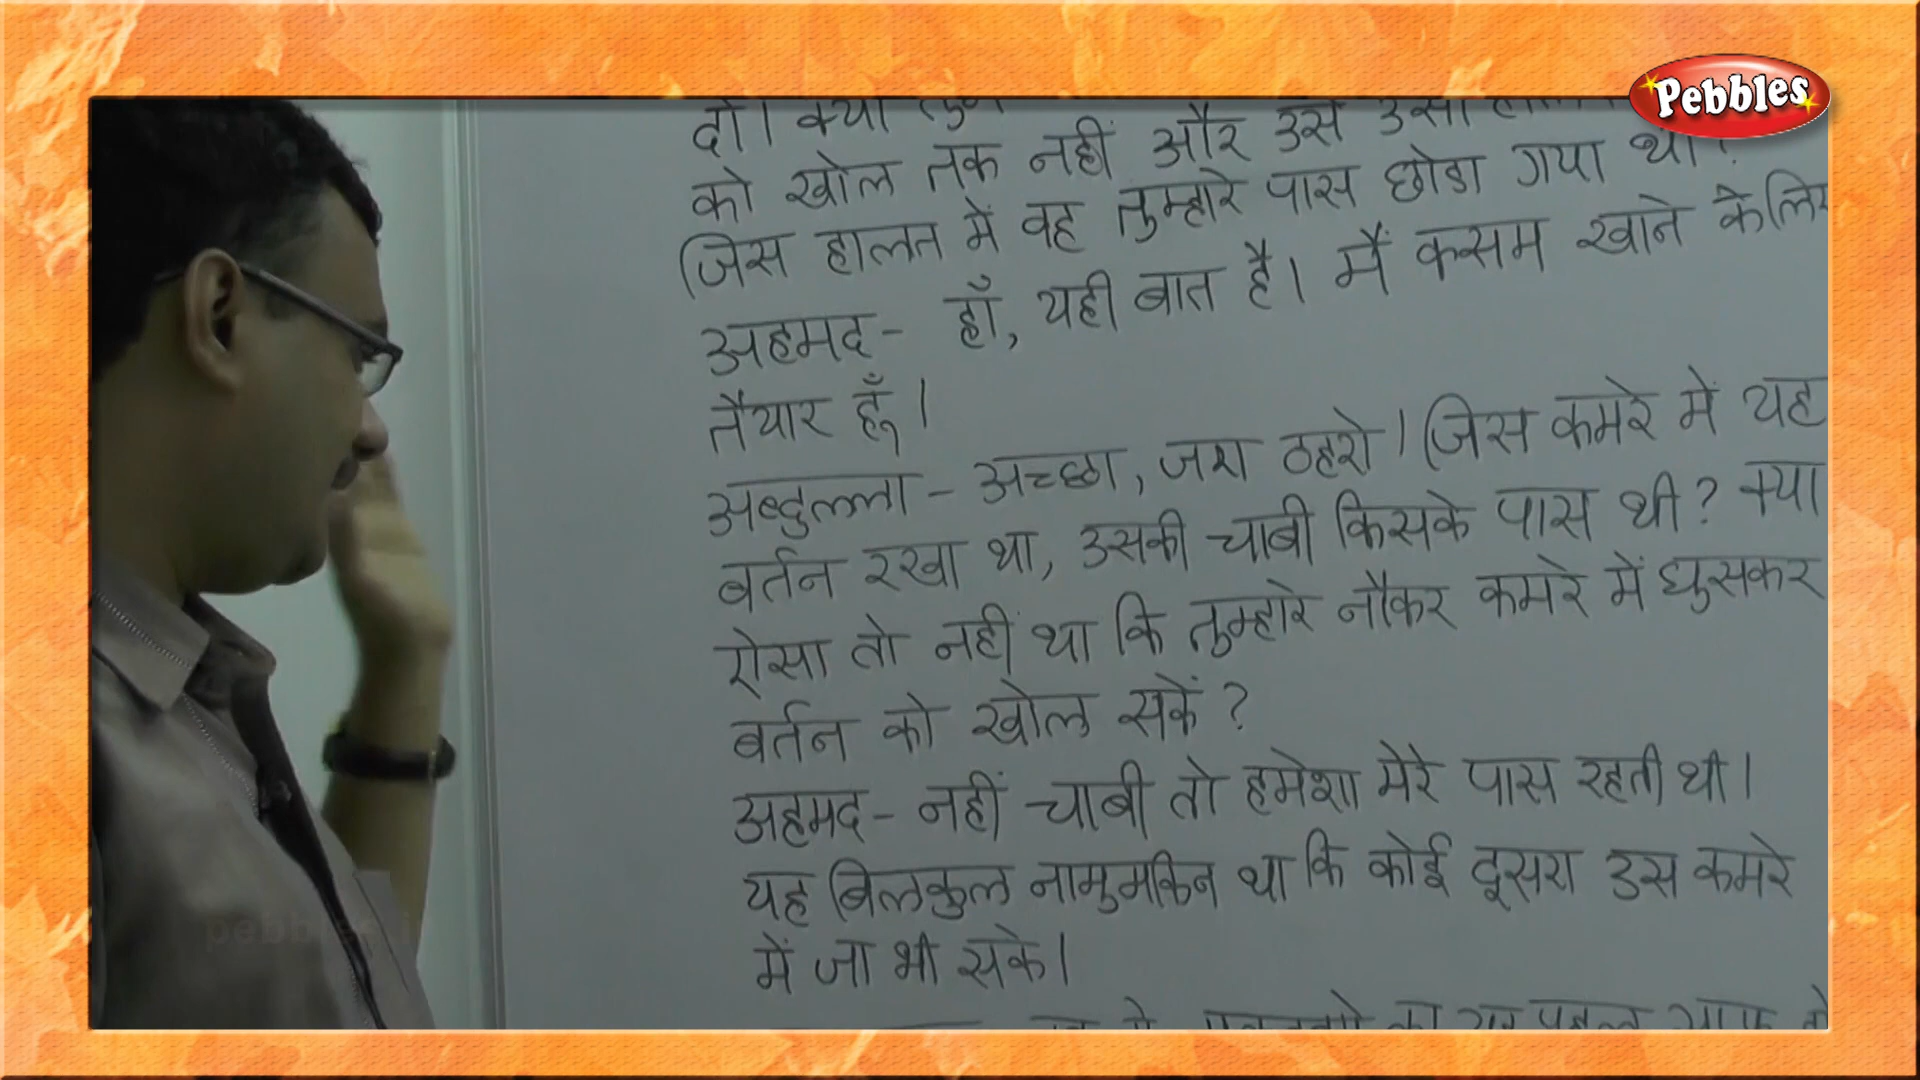 Pebbles
दो। क्या
को खोल तक नहीं और उसे उसी
जिस हालत में वह तुम्हारे पास छोडा गया था?
अहमद - हाँ, यही बात है। मैं कसम खाने के लिए
तैयार हूँ।
अब्दुल्ला - अच्छा, जरा ठहरो। जिस कमरे में यह
बर्तन रखा था, उसकी चाबी किसके पास थी? क्या
ऐसा तो नहीं था कि तुम्हारे नौकर कमरे में घुसकर
बर्तन को खोल सकें?
अहमद - नहीं चाबी तो हमेशा मेरे पास रहती थी।
यह बिलकुल नामुमकिन था कि कोई दूसरा उस कमरे
में जा भी सके।